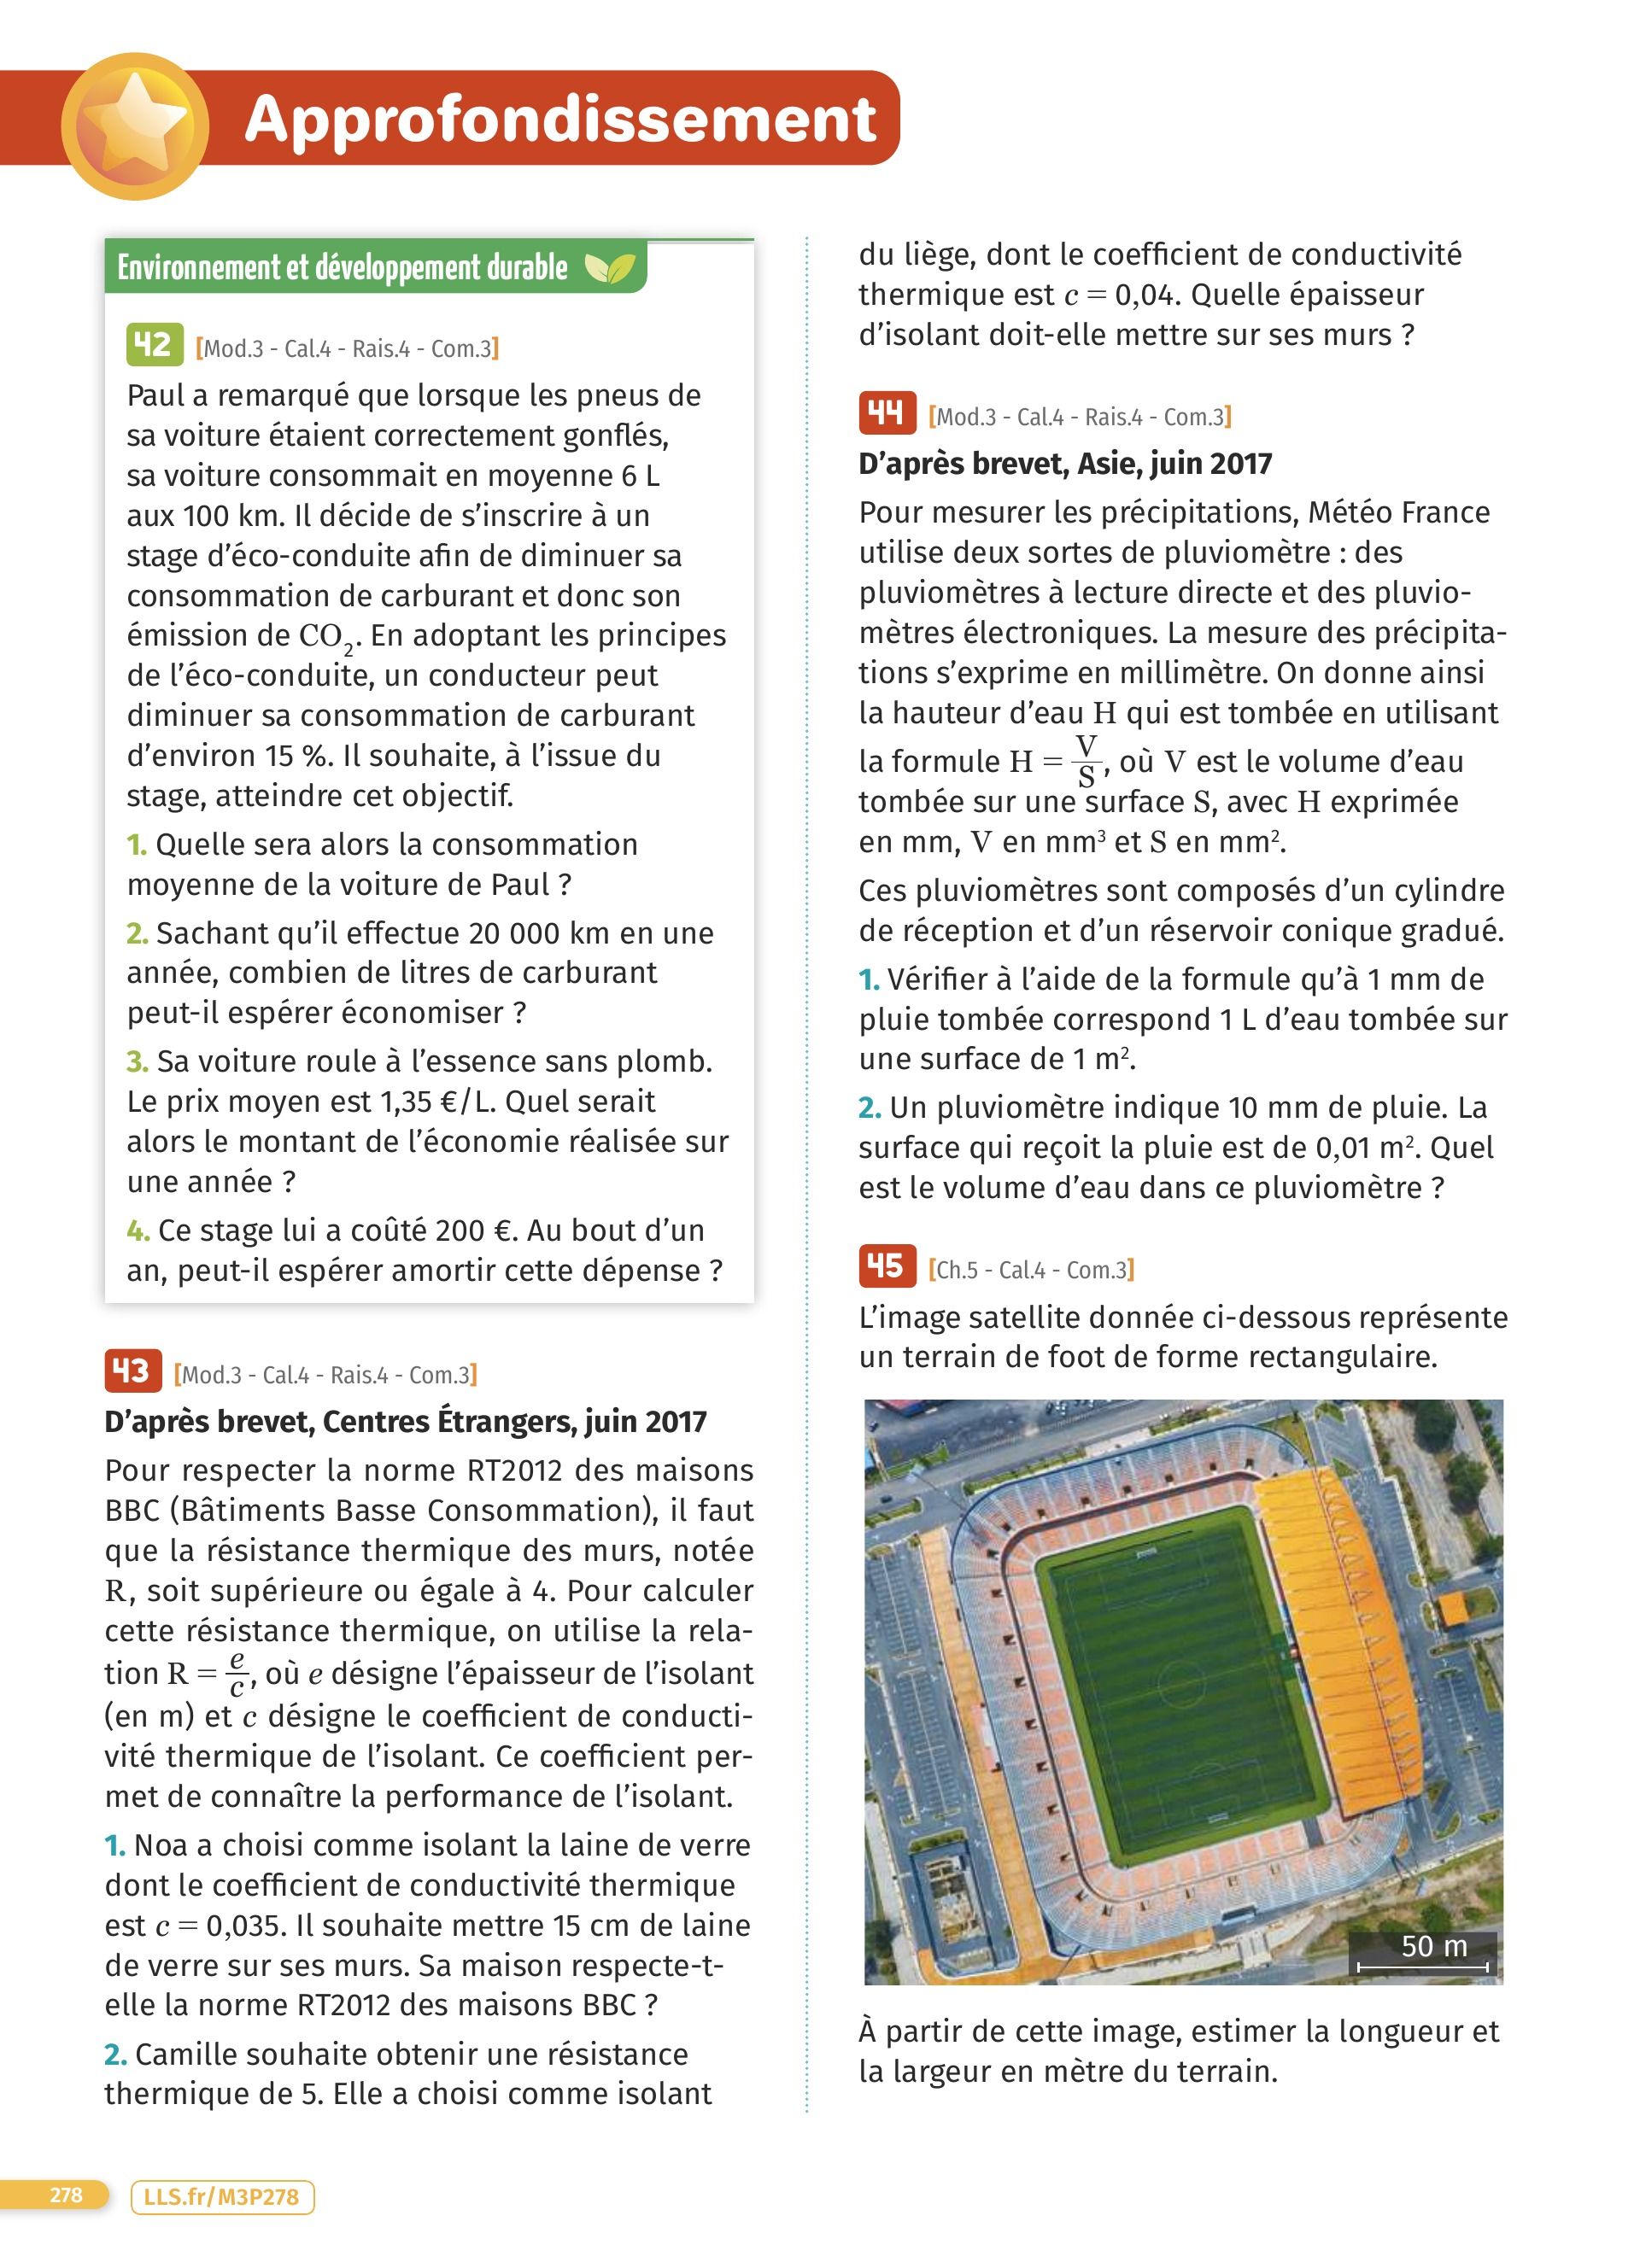 Approfondissement
Environnement et développement durable
42 [Mod.3 - Cal.4 - Rais.4 - Com.3]
Paul a remarqué que lorsque les pneus de
sa voiture étaient correctement gonflés,
sa voiture consommait en moyenne 6 L
aux 100 km. Il décide de s’inscrire à un
stage d’éco-conduite afin de diminuer sa
consommation de carburant et donc son
émission de CO₂. En adoptant les principes
de l’éco-conduite, un conducteur peut
diminuer sa consommation de carburant
d’environ 15 %. Il souhaite, à l’issue du
stage, atteindre cet objectif.
1. Quelle sera alors la consommation
moyenne de la voiture de Paul ?
2. Sachant qu’il effectue 20 000 km en une
année, combien de litres de carburant
peut-il espérer économiser ?
3. Sa voiture roule à l’essence sans plomb.
Le prix moyen est 1,35 €/L. Quel serait
alors le montant de l’économie réalisée sur
une année ?
4. Ce stage lui a coûté 200 €. Au bout d’un
an, peut-il espérer amortir cette dépense ?
43 [Mod.3 - Cal.4 - Rais.4 - Com.3]
D’après brevet, Centres Étrangers, juin 2017
Pour respecter la norme RT2012 des maisons
BBC (Bâtiments Basse Consommation), il faut
que la résistance thermique des murs, notée
R, soit supérieure ou égale à 4. Pour calculer
cette résistance thermique, on utilise la rela-
tion R = e/c, où e désigne l’épaisseur de l’isolant
(en m) et c désigne le coefficient de conducti-
vité thermique de l’isolant. Ce coefficient per-
met de connaître la performance de l’isolant.
1. Noa a choisi comme isolant la laine de verre
dont le coefficient de conductivité thermique
est c = 0,035. Il souhaite mettre 15 cm de laine
de verre sur ses murs. Sa maison respecte-t-
elle la norme RT2012 des maisons BBC ?
2. Camille souhaite obtenir une résistance
thermique de 5. Elle a choisi comme isolant
du liège, dont le coefficient de conductivité
thermique est c = 0,04. Quelle épaisseur
d’isolant doit-elle mettre sur ses murs ?
44 [Mod.3 - Cal.4 - Rais.4 - Com.3]
D’après brevet, Asie, juin 2017
Pour mesurer les précipitations, Météo France
utilise deux sortes de pluviomètre : des
pluviomètres à lecture directe et des pluvio-
mètres électroniques. La mesure des précipita-
tions s’exprime en millimètre. On donne ainsi
la hauteur d’eau H qui est tombée en utilisant
la formule H = V/S, où V est le volume d’eau
tombée sur une surface S, avec H exprimée
en mm, V en mm³ et S en mm².
Ces pluviomètres sont composés d’un cylindre
de réception et d’un réservoir conique gradué.
1. Vérifier à l’aide de la formule qu’à 1 mm de
pluie tombée correspond 1 L d’eau tombée sur
une surface de 1 m².
2. Un pluviomètre indique 10 mm de pluie. La
surface qui reçoit la pluie est de 0,01 m². Quel
est le volume d’eau dans ce pluviomètre ?
45 [Ch.5 - Cal.4 - Com.3]
L’image satellite donnée ci-dessous représente
un terrain de foot de forme rectangulaire.
50 m
À partir de cette image, estimer la longueur et
la largeur en mètre du terrain.
278
LLS.fr/M3P278